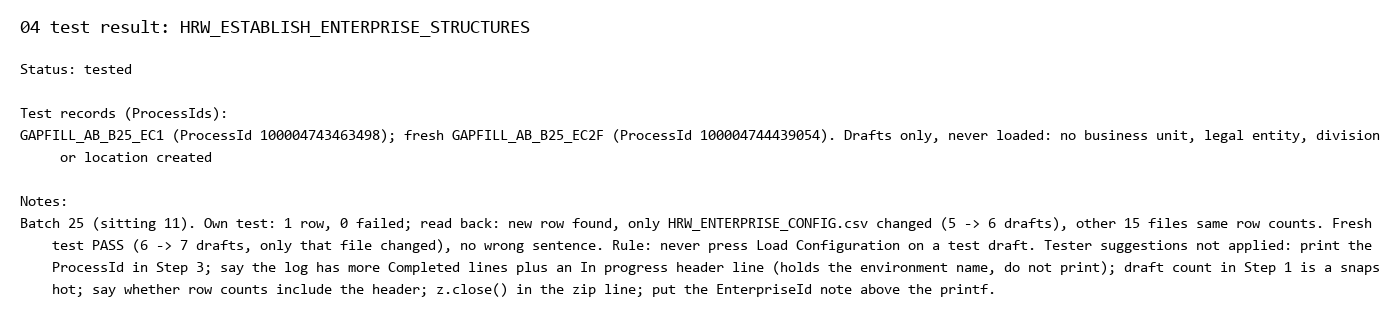 04 test result: HRW_ESTABLISH_ENTERPRISE_STRUCTURES
Status: tested
Test records (ProcessIds):
GAPFILL_AB_B25_EC1 (ProcessId 100004743463498); fresh GAPFILL_AB_B25_EC2F (ProcessId 100004744439054). Drafts only, never loaded: no business unit, legal entity, division
or location created
Notes:
Batch 25 (sitting 11). Own test: 1 row, 0 failed; read back: new row found, only HRW_ENTERPRISE_CONFIG.csv changed (5 -> 6 drafts), other 15 files same row counts. Fresh
test PASS (6 -> 7 drafts, only that file changed), no wrong sentence. Rule: never press Load Configuration on a test draft. Tester suggestions not applied: print the
ProcessId in Step 3; say the log has more Completed lines plus an In progress header line (holds the environment name, do not print); draft count in Step 1 is a snaps
hot; say whether row counts include the header; z.close() in the zip line; put the EnterpriseId note above the printf.